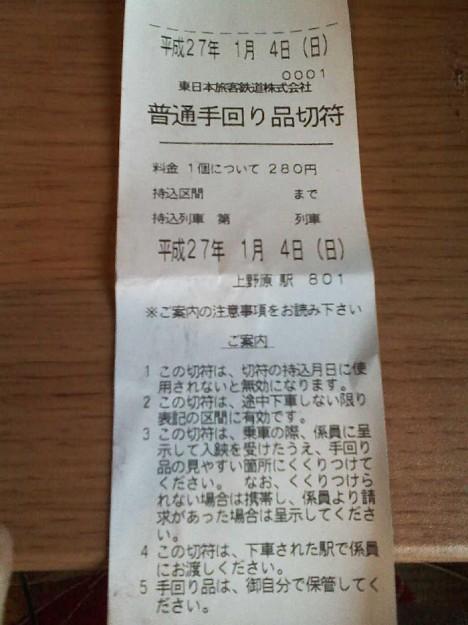 平成27年 1月 4日(日)
0001
東日本旅客鉄道株式会社
普通手回り品切符
料金 1個について 280円
持込区間 まで
持込列車 第 列車
平成27年 1月 4日(日)
上野原 駅 801
※ご案内の注意事項をお読み下さい
ご案内
1 この切符は、切符の持込月日に使
用されないと無効になります。
2 この切符は、途中下車しない限り
表記の区間に有効です。
3 この切符は、乗車の際、係員に呈
示して入鋏を受けたうえ、手回り
品の見やすい箇所にくくりつけて
ください。 なお、くくりつけら
れない場合は携帯し、係員より請
求があった場合は呈示してくださ
い。
4 この切符は、下車された駅で係員
にお渡しください。
5 手回り品は、御自分で保管してく
ださい。